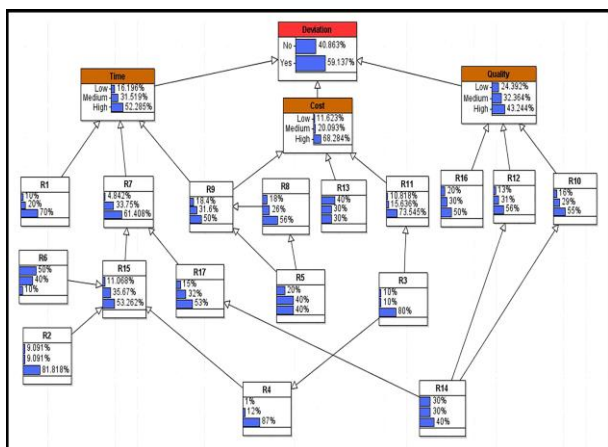 Deviation
No 40.863%
Yes 59.137%
Time
Low 16.196%
Medium 31.519%
High 52.285%
Quality
Low 24.392%
Medium 32.364%
High 43.244%
Cost
Low 11.623%
Medium 20.093%
High 68.284%
R1
10%
20%
70%
R7
4.842%
33.75%
61.408%
R9
18.4%
31.6%
50%
R8
18%
26%
56%
R13
40%
30%
30%
R11
10.818%
15.636%
73.545%
R16
20%
30%
50%
R12
13%
31%
56%
R10
16%
29%
55%
R6
50%
40%
10%
R15
11.068%
35.67%
53.262%
R17
15%
32%
53%
R5
20%
40%
40%
R3
10%
10%
80%
R2
9.091%
9.091%
81.818%
R4
1%
12%
87%
R14
30%
30%
40%